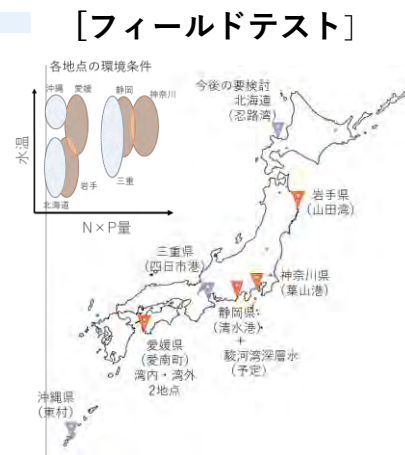 [フィールドテスト]
各地点の環境条件
沖縄
愛媛
静岡
神奈川
水温
北海道
岩手
三重
N×P量
今後の要検討
北海道
(忍路湾)
岩手県
(山田湾)
三重県
(四日市港)
神奈川県
(葉山港)
静岡県
(清水港)
+
駿河湾深層水
(予定)
愛媛県
(愛南町)
湾内・湾外
2地点
沖縄県
(東村)